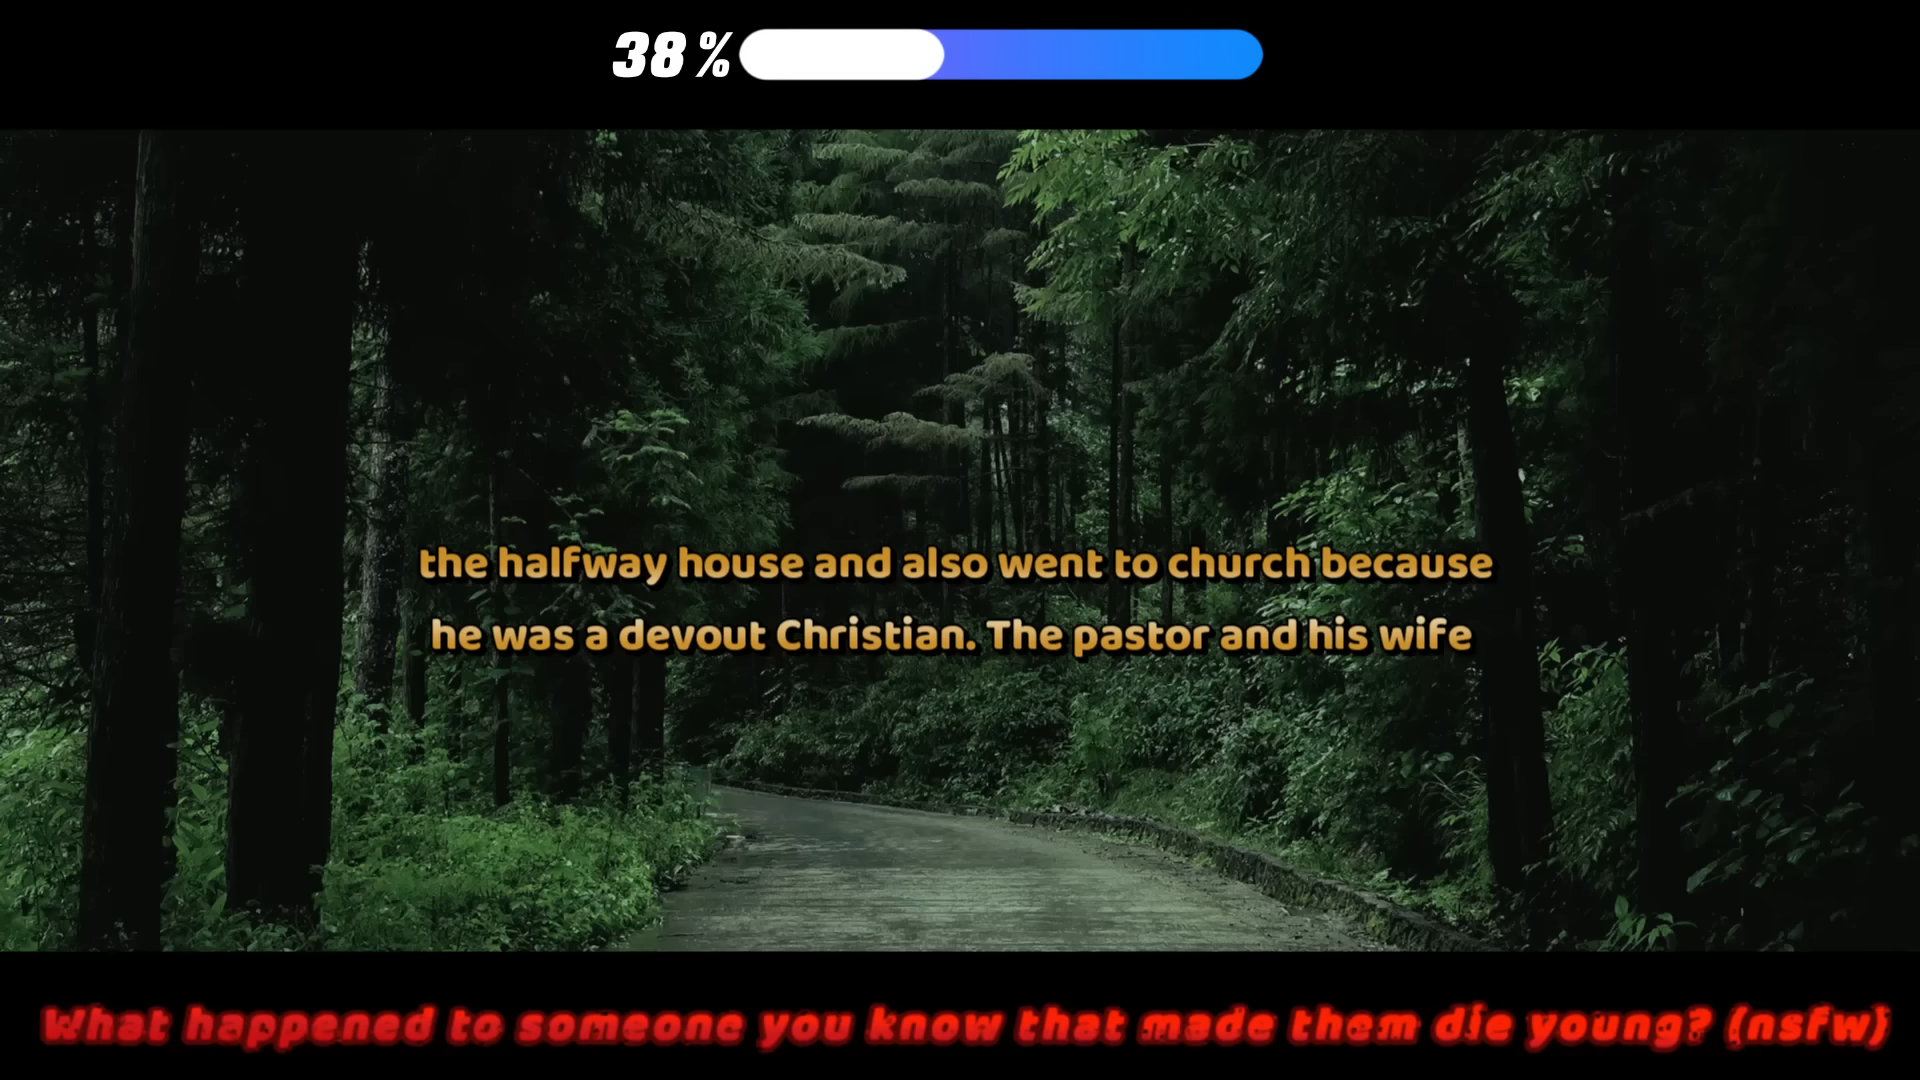 38%
the halfway house and also went to church because
he was a devout Christian. The pastor and his wife
What happened to someone you know that made them die young? (nsfw)